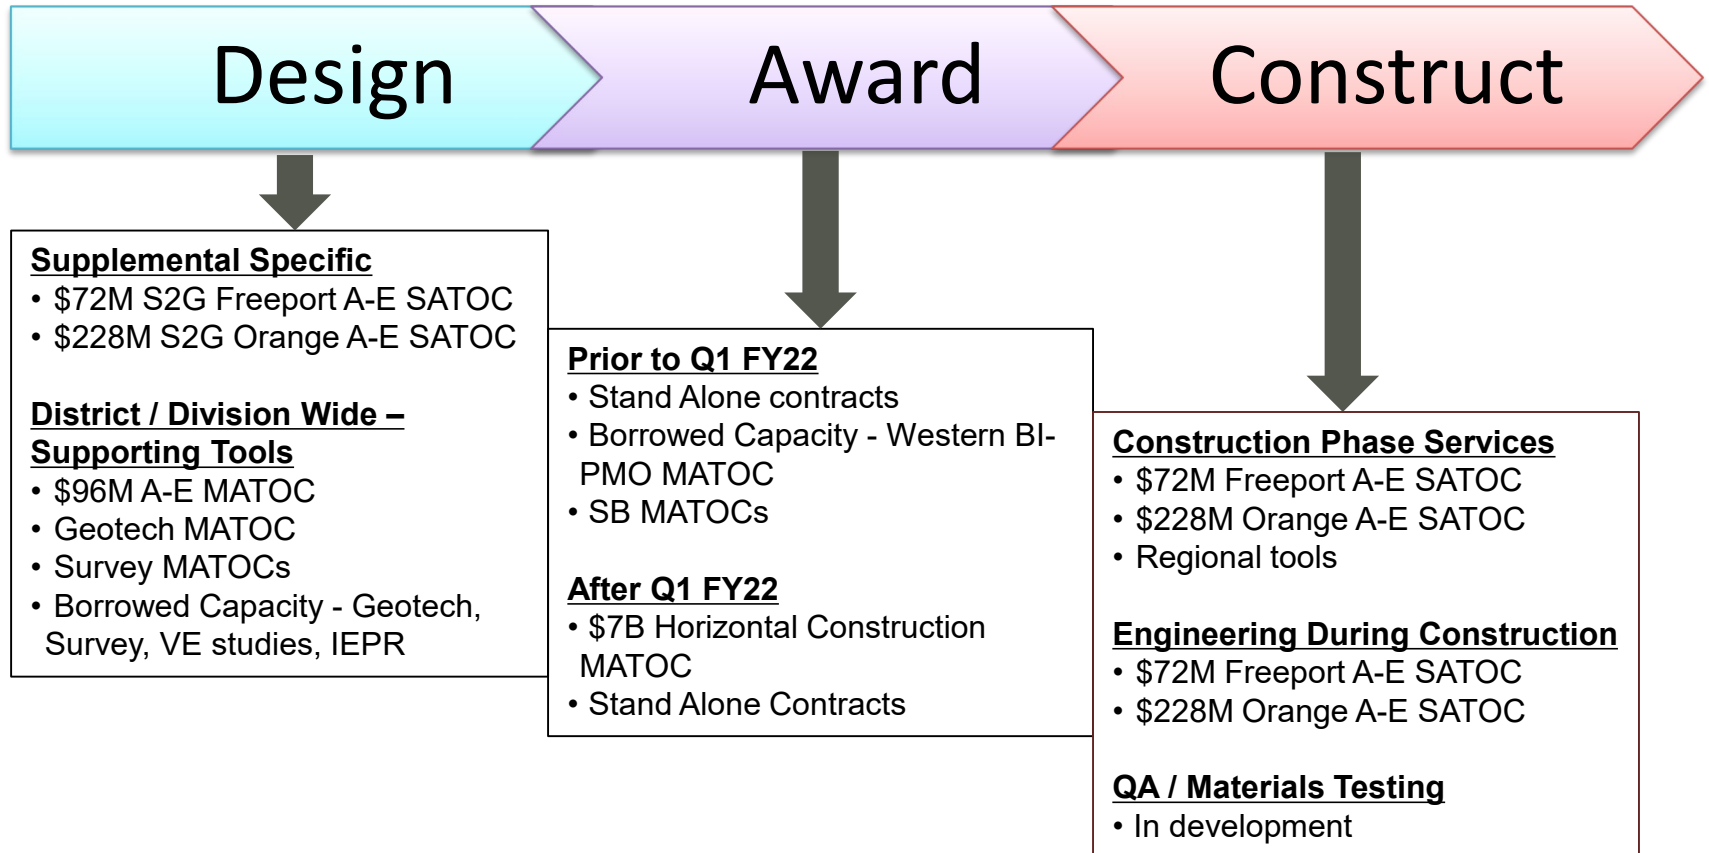 Design
Award
Construct
Supplemental Specific
• $72M S2G Freeport A-E SATOC
• $228M S2G Orange A-E SATOC
District / Division Wide –
Supporting Tools
• $96M A-E MATOC
• Geotech MATOC
• Survey MATOCs
• Borrowed Capacity - Geotech,
Survey, VE studies, IEPR
Prior to Q1 FY22
• Stand Alone contracts
• Borrowed Capacity - Western BI-
PMO MATOC
• SB MATOCs
After Q1 FY22
• $7B Horizontal Construction
MATOC
• Stand Alone Contracts
Construction Phase Services
• $72M Freeport A-E SATOC
• $228M Orange A-E SATOC
• Regional tools
Engineering During Construction
• $72M Freeport A-E SATOC
• $228M Orange A-E SATOC
QA / Materials Testing
• In development